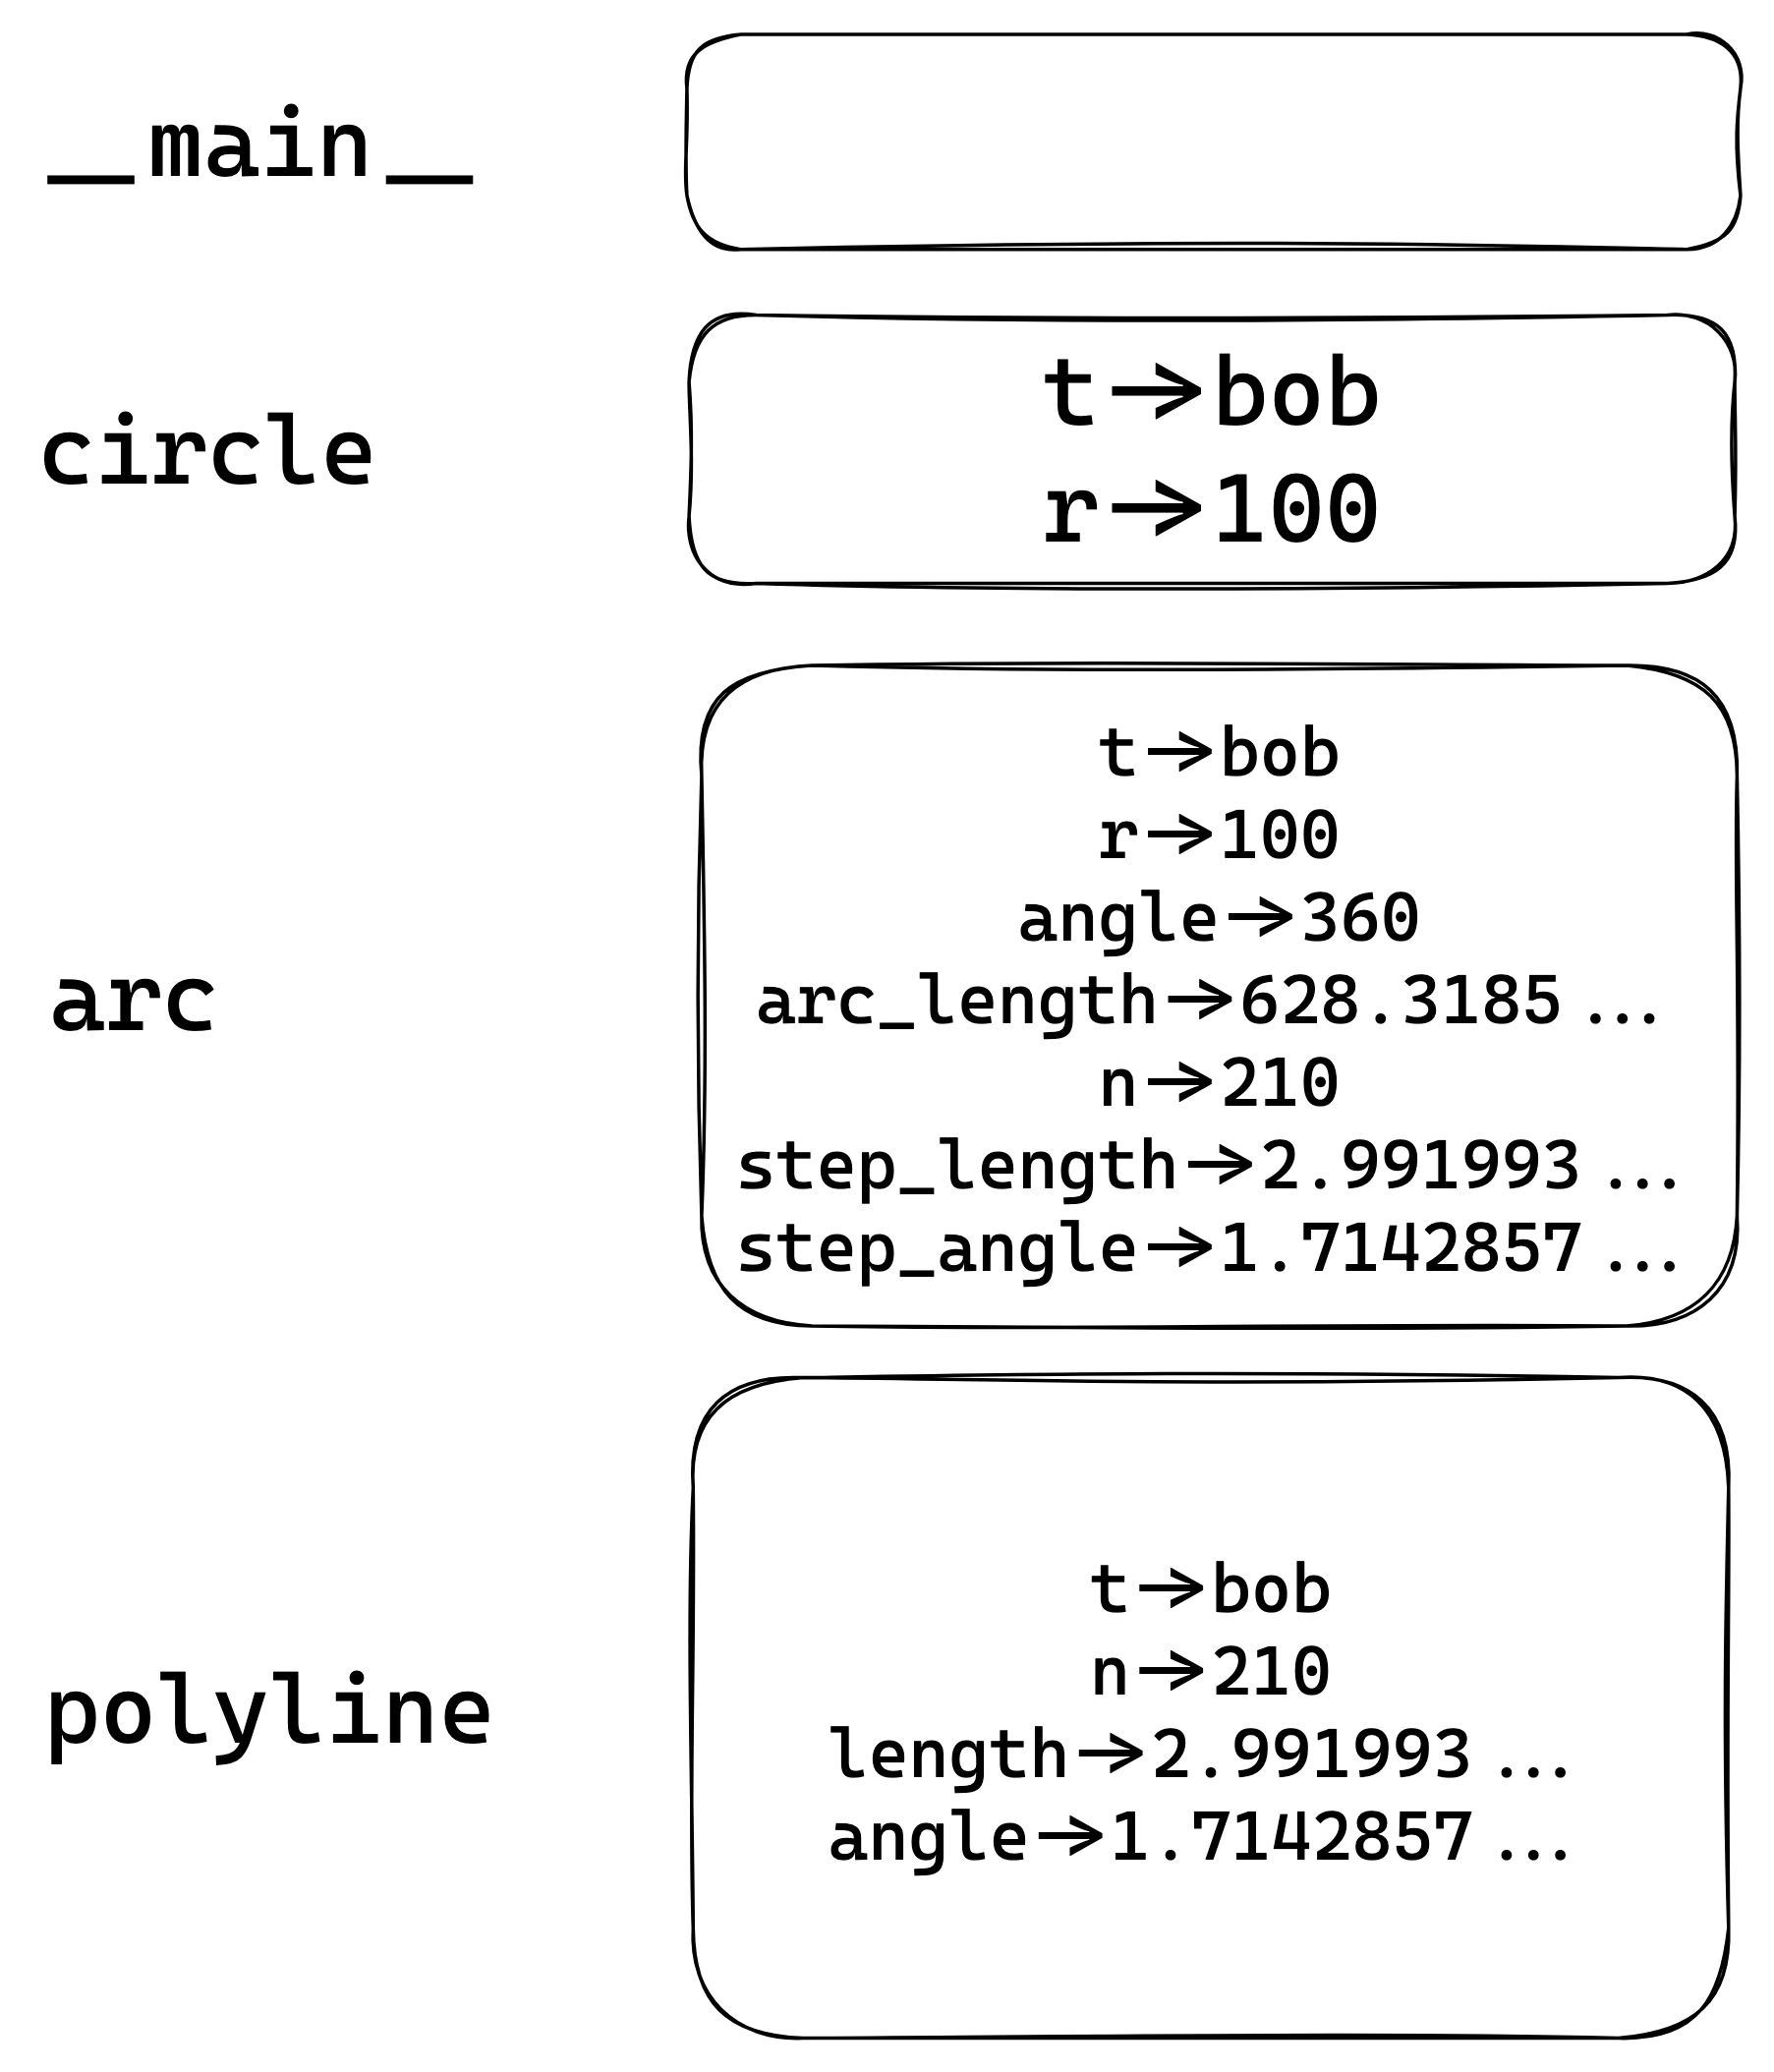 __main__
circle
t->bob
r->100
arc
t->bob
r->100
angle->360
arc_length->628.3185...
n->210
step_length->2.991993...
step_angle->1.7142857...
polyline
t->bob
n->210
length->2.991993...
angle->1.7142857...